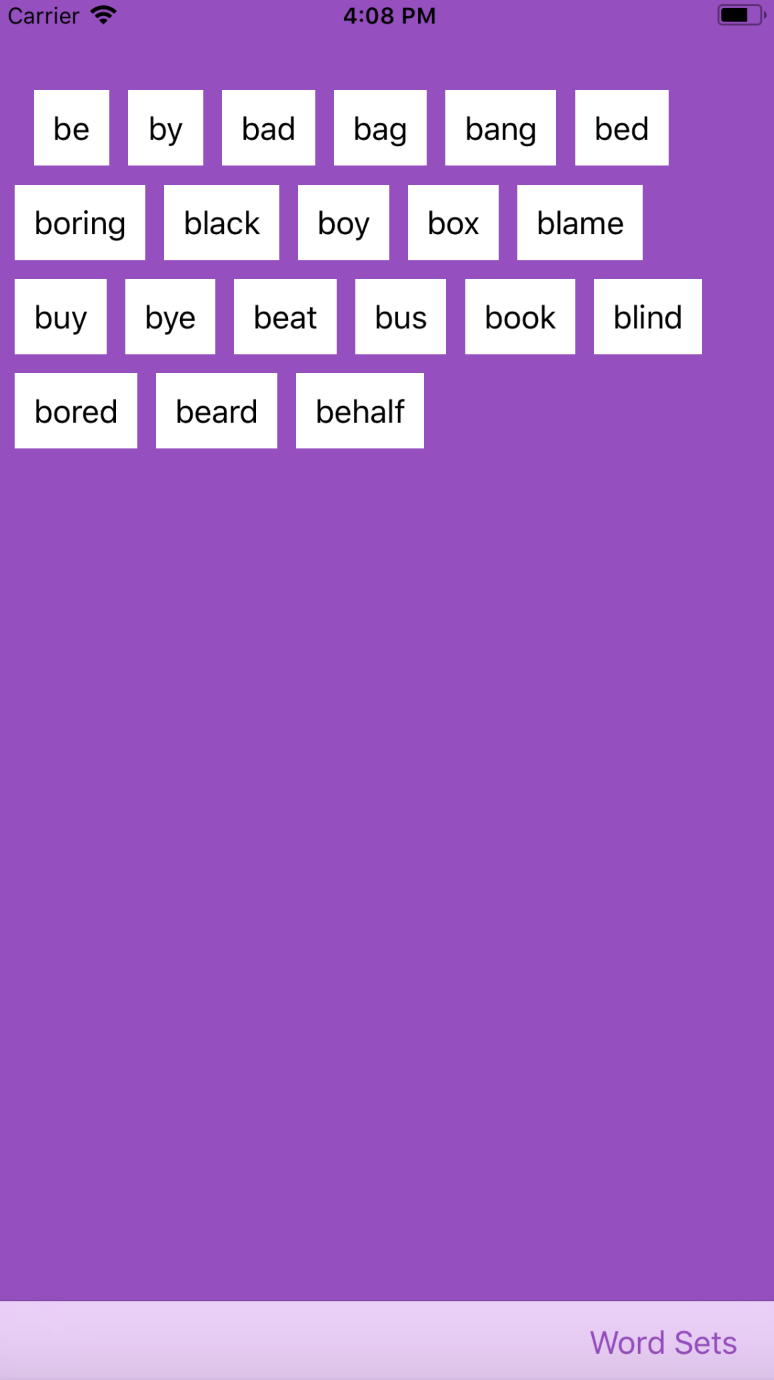 Carrier 4:08 PM
be by bad bag bang bed
boring black boy box blame
buy bye beat bus book blind
bored beard behalf
Word Sets